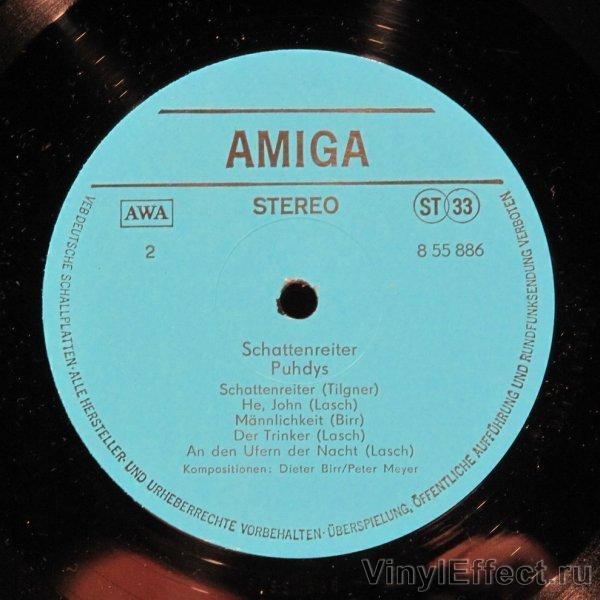 AMIGA
AWA
STEREO
ST 33
2
8 55 886
Schattenreiter
Puhdys
Schattenreiter (Tilgner)
He, John (Lasch)
Männlichkeit (Birr)
Der Trinker (Lasch)
An den Ufern der Nacht (Lasch)
Kompositionen: Dieter Birr/Peter Meyer
VEB DEUTSCHE SCHALLPLATTEN · ALLE HERSTELLER- UND URHEBERRECHTE VORBEHALTEN · ÜBERSPIELUNG, ÖFFENTLICHE AUFFÜHRUNG UND RUNDFUNKSENDUNG VERBOTEN
VinylEffect.ru